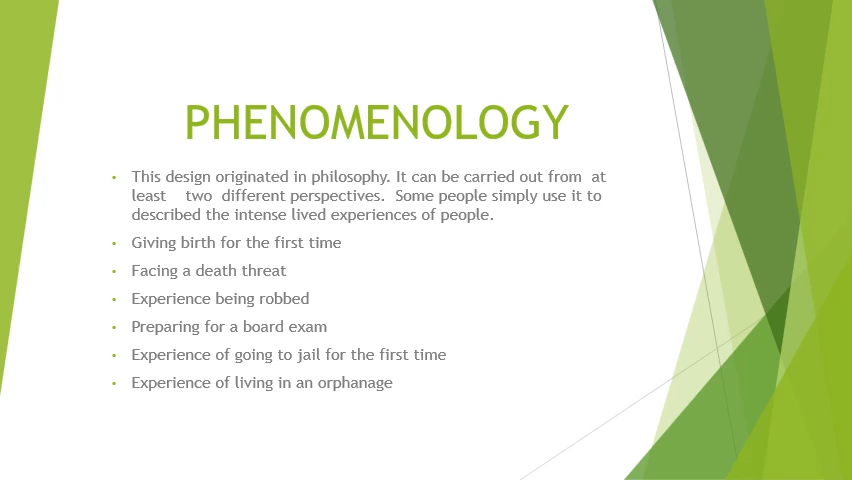 PHENOMENOLOGY
• This design originated in philosophy. It can be carried out from at
least two different perspectives. Some people simply use it to
described the intense lived experiences of people.
• Giving birth for the first time
• Facing a death threat
• Experience being robbed
• Preparing for a board exam
• Experience of going to jail for the first time
• Experience of living in an orphanage